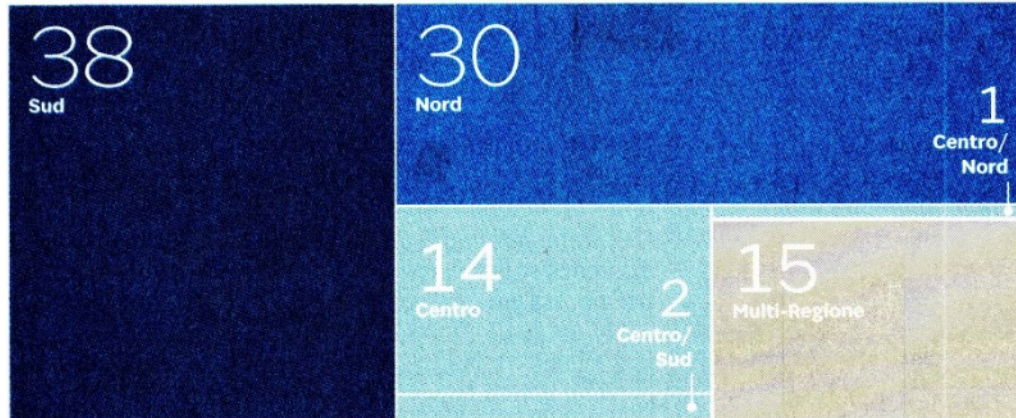 38
Sud
30
Nord
1
Centro/
Nord
14
Centro
2
Centro/
Sud
15
Multi-Regione